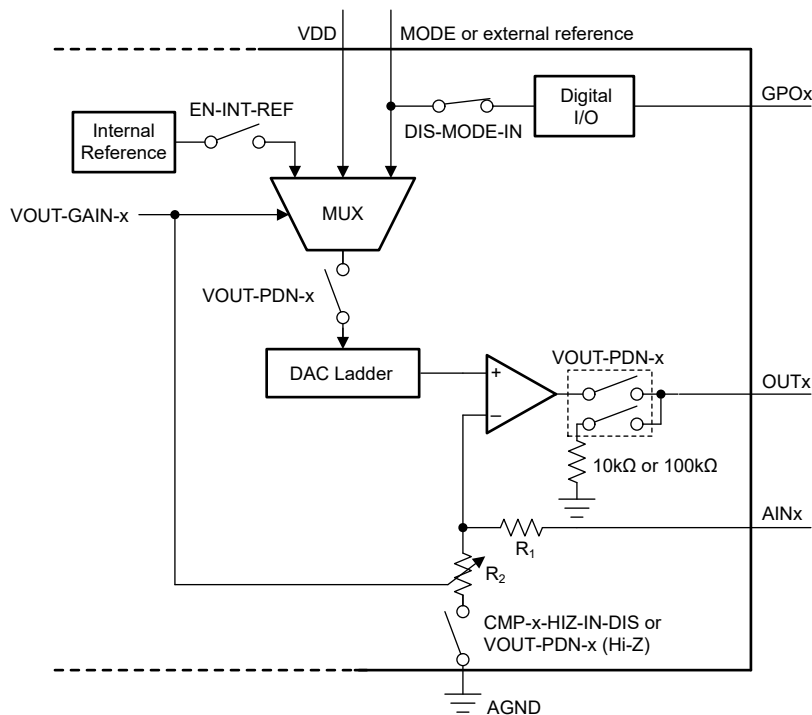 VDD
MODE or external reference
EN-INT-REF
Internal
Reference
DIS-MODE-IN
Digital
I/O
GPOx
MUX
VOUT-GAIN-x
VOUT-PDN-x
DAC Ladder
+
–
VOUT-PDN-x
OUTx
10kΩ or 100kΩ
AINx
R1
R2
CMP-x-HIZ-IN-DIS or
VOUT-PDN-x (Hi-Z)
AGND